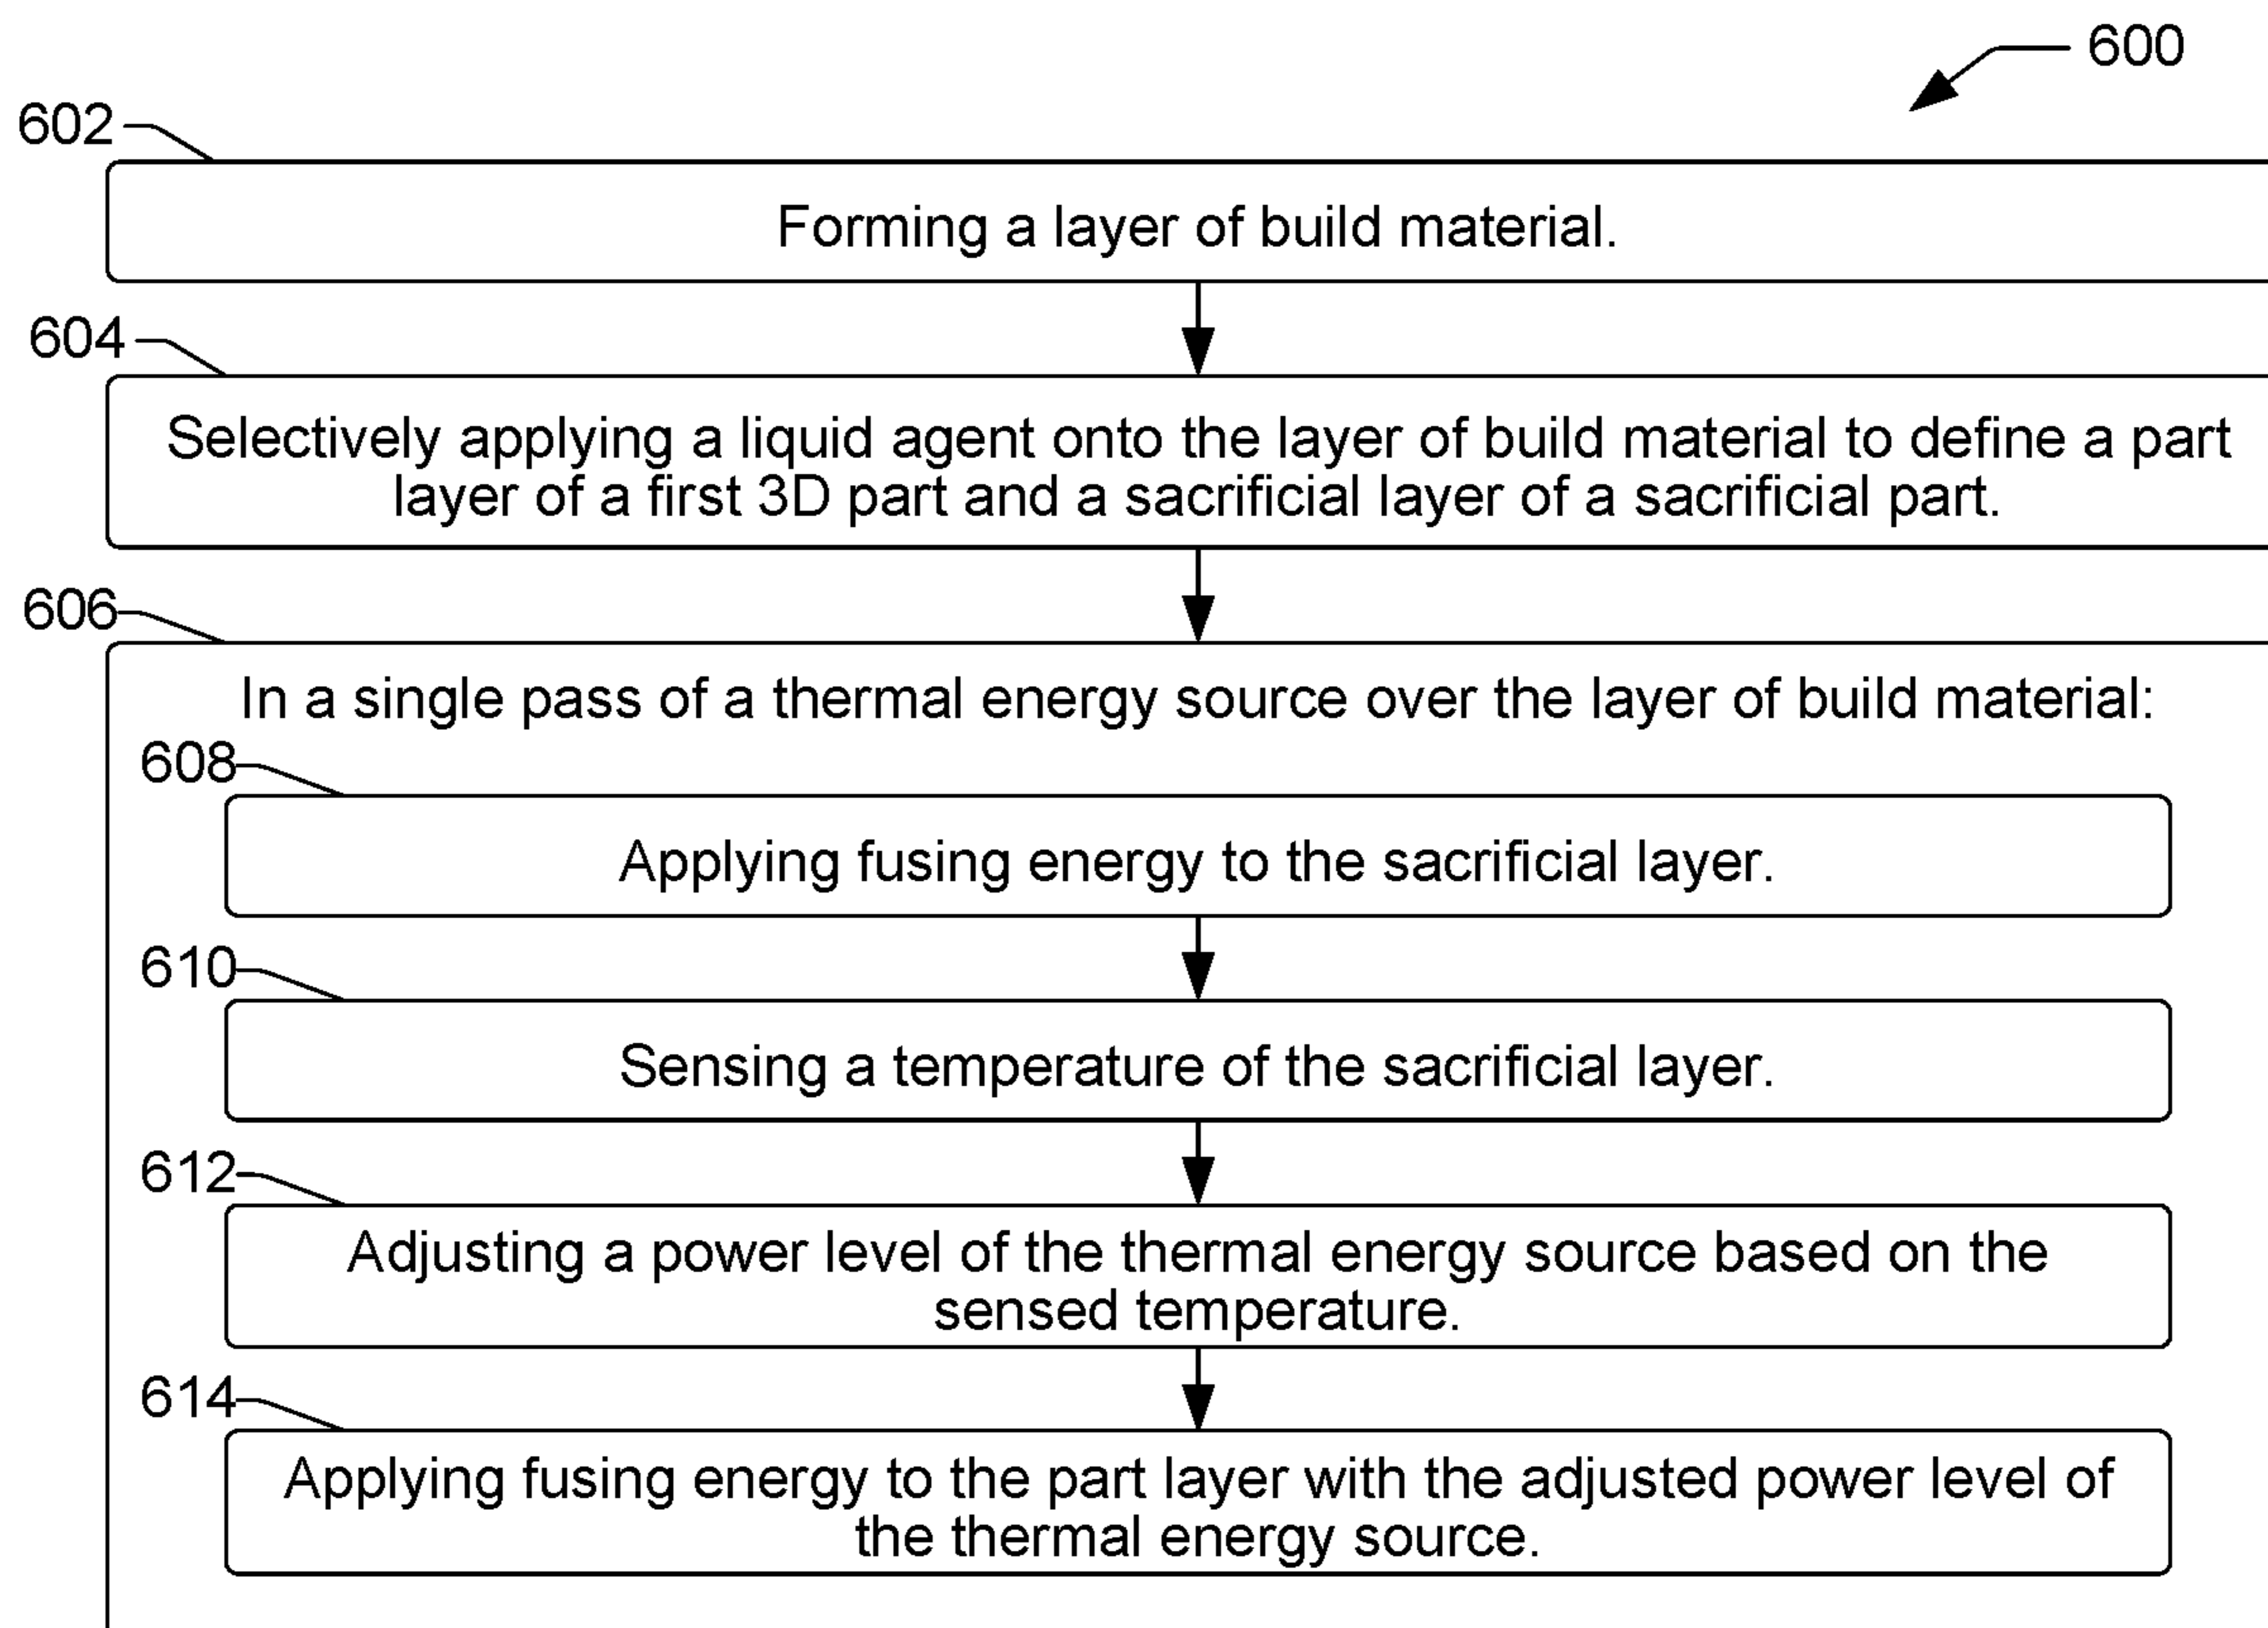 600
602
Forming a layer of build material.
604
Selectively applying a liquid agent onto the layer of build material to define a part
layer of a first 3D part and a sacrificial layer of a sacrificial part.
606
In a single pass of a thermal energy source over the layer of build material:
608
Applying fusing energy to the sacrificial layer.
610
Sensing a temperature of the sacrificial layer.
612
Adjusting a power level of the thermal energy source based on the
sensed temperature.
614
Applying fusing energy to the part layer with the adjusted power level of
the thermal energy source.